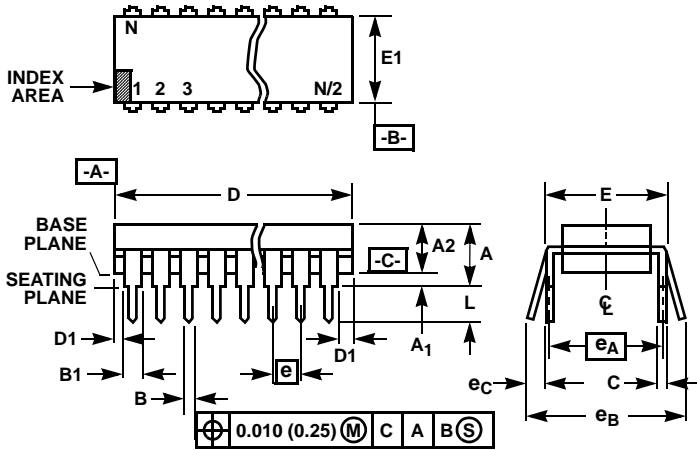 N
E1
INDEX
AREA
1 2 3 N/2
-B-
-A-
D
E
BASE
PLANE
A2
A
-C-
SEATING
PLANE
L
C
L
D1
A1
D1
eA
B1
e
eC
C
B
eB
0.010 (0.25) M C A B S